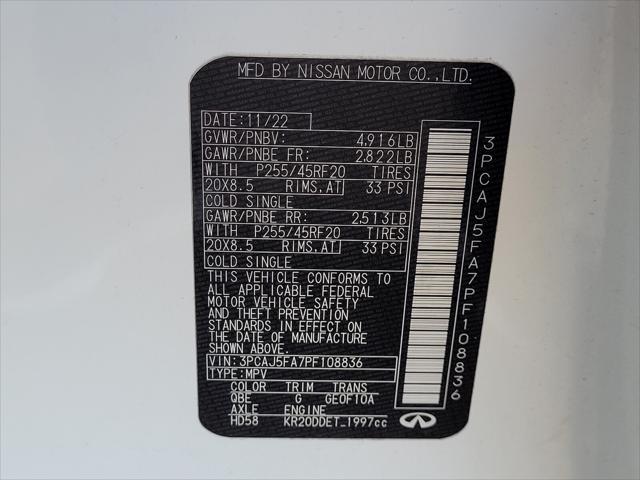 MFD BY NISSAN MOTOR CO.,LTD.
DATE:11/22
GVWR/PNBV: 4,916LB
GAWR/PNBE FR: 2,822LB
WITH P255/45RF20 TIRES
20X8.5 RIMS.AT 33 PSI
COLD SINGLE
GAWR/PNBE RR: 2,513LB
WITH P255/45RF20 TIRES
20X8.5 RIMS.AT 33 PSI
COLD SINGLE
THIS VEHICLE CONFORMS TO
ALL APPLICABLE FEDERAL
MOTOR VEHICLE SAFETY
AND THEFT PREVENTION
STANDARDS IN EFFECT ON
THE DATE OF MANUFACTURE
SHOWN ABOVE.
VIN:3PCAJ5FA7PF108836
TYPE:MPV
COLOR TRIM TRANS
QBE G GE0F10A
AXLE ENGINE
HD58 KR20DDET_1997cc
3PCAJ5FA7PF108836